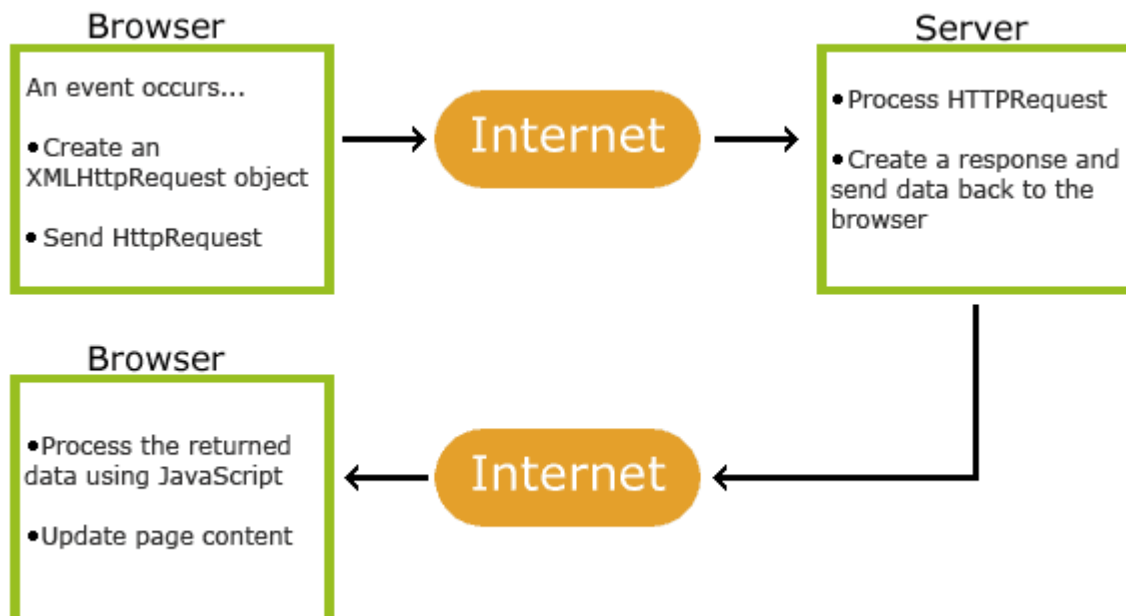 Browser
An event occurs...
•Create an
XMLHttpRequest object
• Send HttpRequest
Internet
Server
•Process HTTPRequest
•Create a response and
send data back to the
browser
Browser
•Process the returned
data using JavaScript
•Update page content
Internet